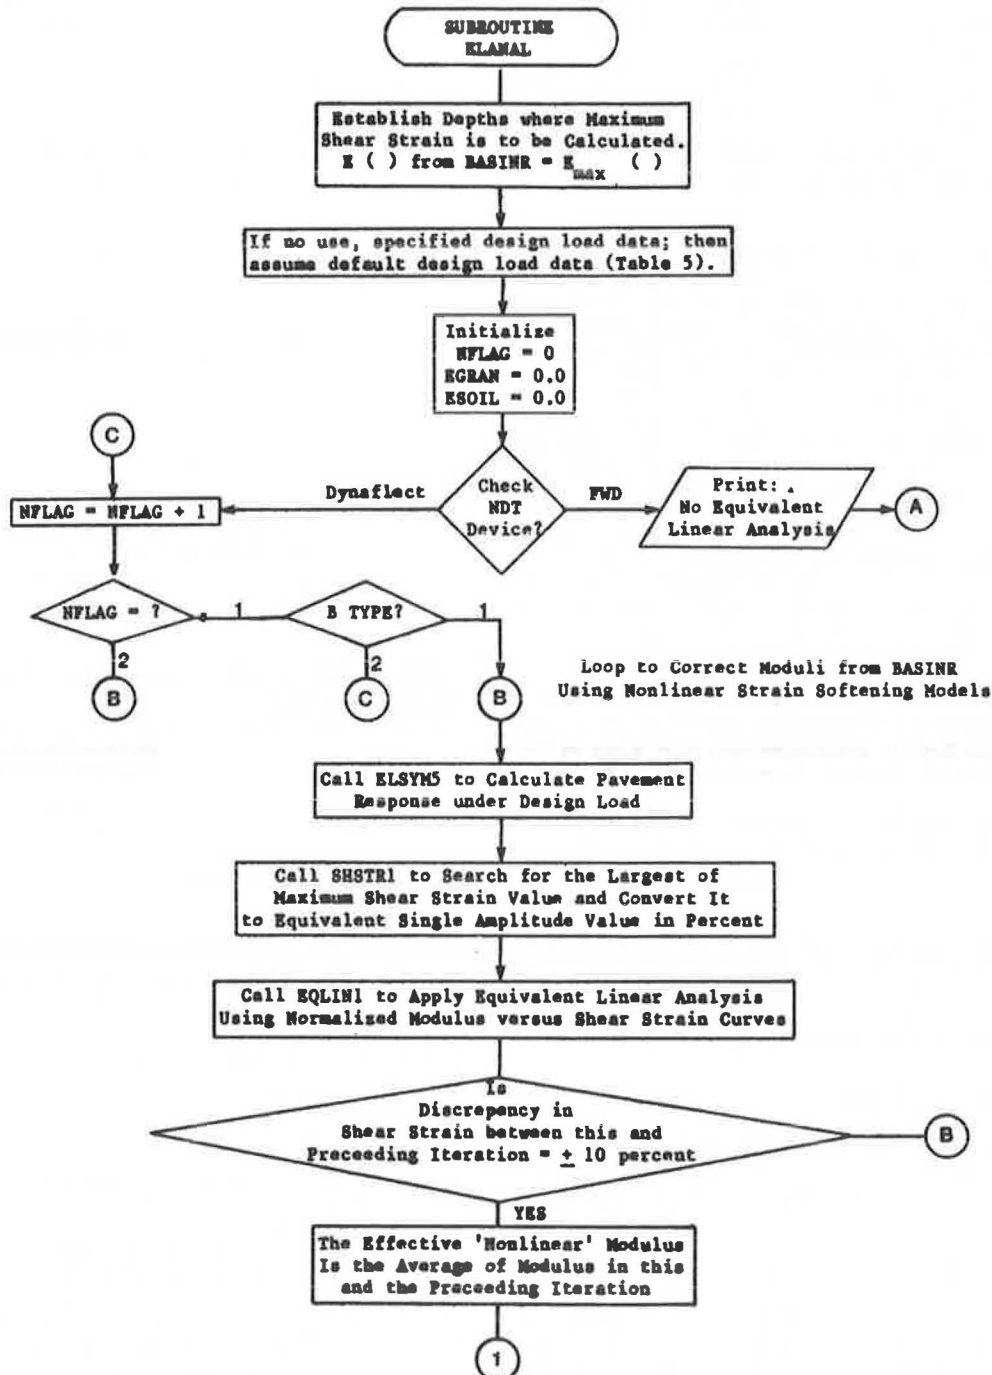 SUBROUTINE
ELANAL
Establish Depths where Maximum
Shear Strain is to be Calculated.
E ( ) from BASINR = E max ( )
If no use, specified design load data; then
assume default design load data (Table 5).
Initialize
NFLAG = 0
EGRAN = 0.0
ESOIL = 0.0
C
Dynaflect
Check
NDT
Device?
FWD
Print:
No Equivalent
Linear Analysis
A
NFLAG = NFLAG + 1
NFLAG = ?
1
B TYPE?
1
2
2
B
C
B
Loop to Correct Moduli from BASINR
Using Nonlinear Strain Softening Models
Call ELSYM5 to Calculate Pavement
Response under Design Load
Call SHSTR1 to Search for the Largest of
Maximum Shear Strain Value and Convert It
to Equivalent Single Amplitude Value in Percent
Call EQLIN1 to Apply Equivalent Linear Analysis
Using Normalized Modulus versus Shear Strain Curves
Is
Discrepancy in
Shear Strain between this and
Preceeding Iteration = ± 10 percent
B
YES
The Effective 'Nonlinear' Modulus
Is the Average of Modulus in this
and the Preceeding Iteration
1